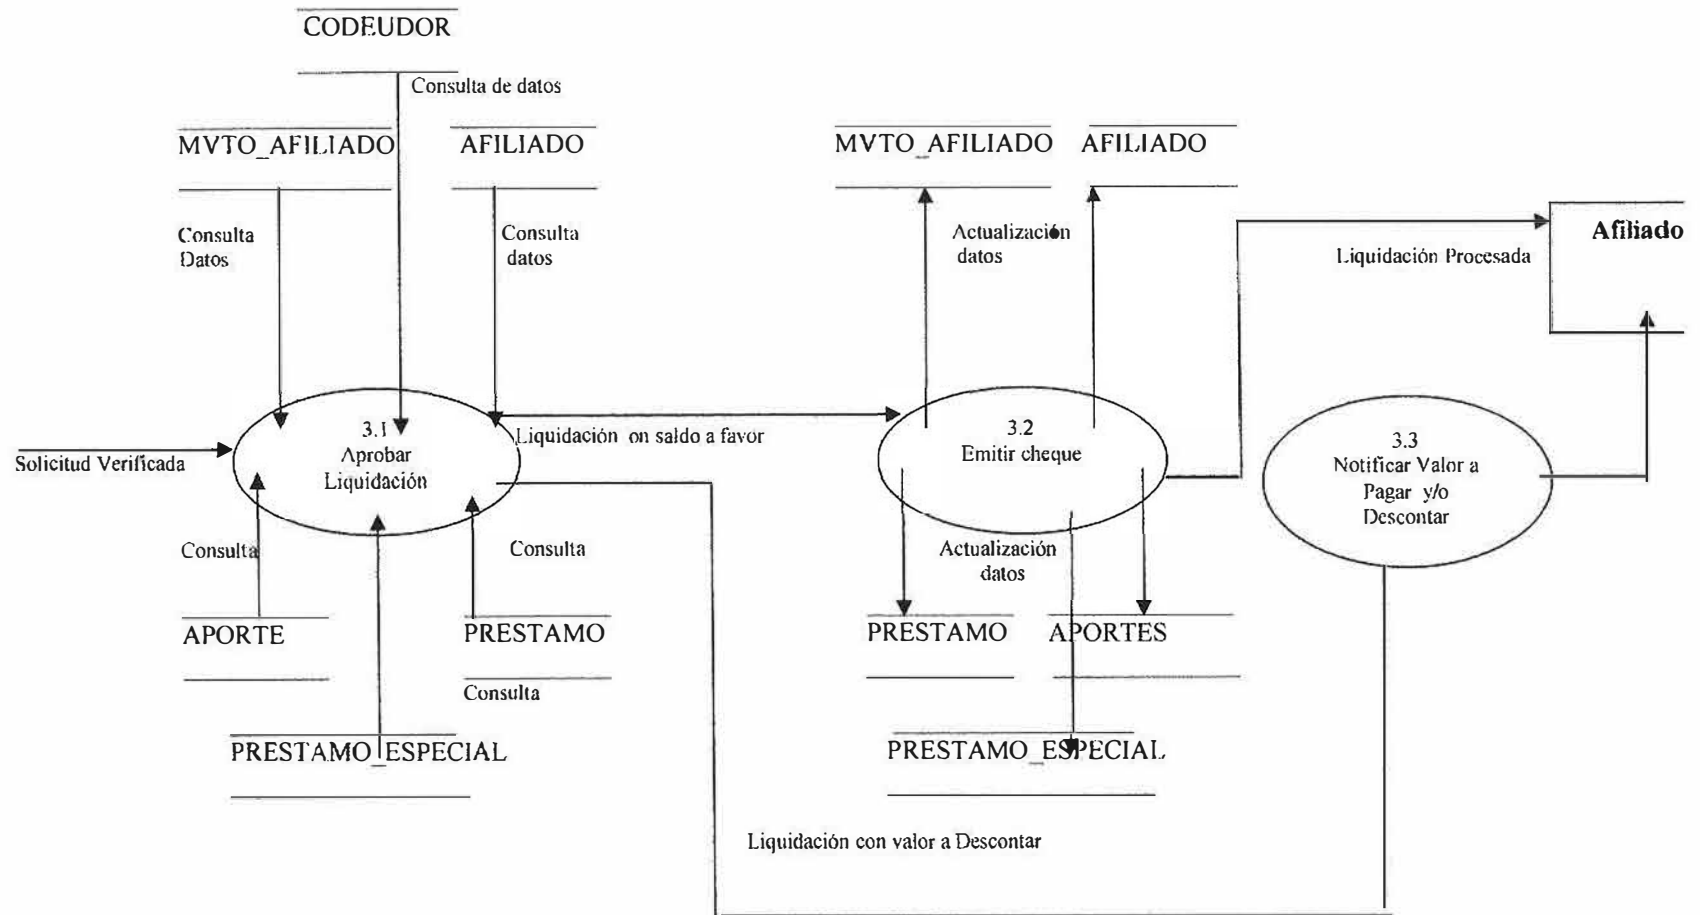 CODEUDOR
Consulta de datos
MVTO_AFILIADO
AFILIADO
MVTO_AFILIADO
AFILIADO
Consulta
Datos
Consulta
datos
Actualización
datos
Afiliado
Liquidación Procesada
3.1
Aprobar
Liquidación
Solicitud Verificada
Liquidación on saldo a favor
3.2
Emitir cheque
3.3
Notificar Valor a
Pagar y/o
Descontar
Consulta
Consulta
Actualización
datos
APORTE
PRESTAMO
PRESTAMO
APORTES
Consulta
PRESTAMO_ESPECIAL
PRESTAMO_ESPECIAL
Liquidación con valor a Descontar